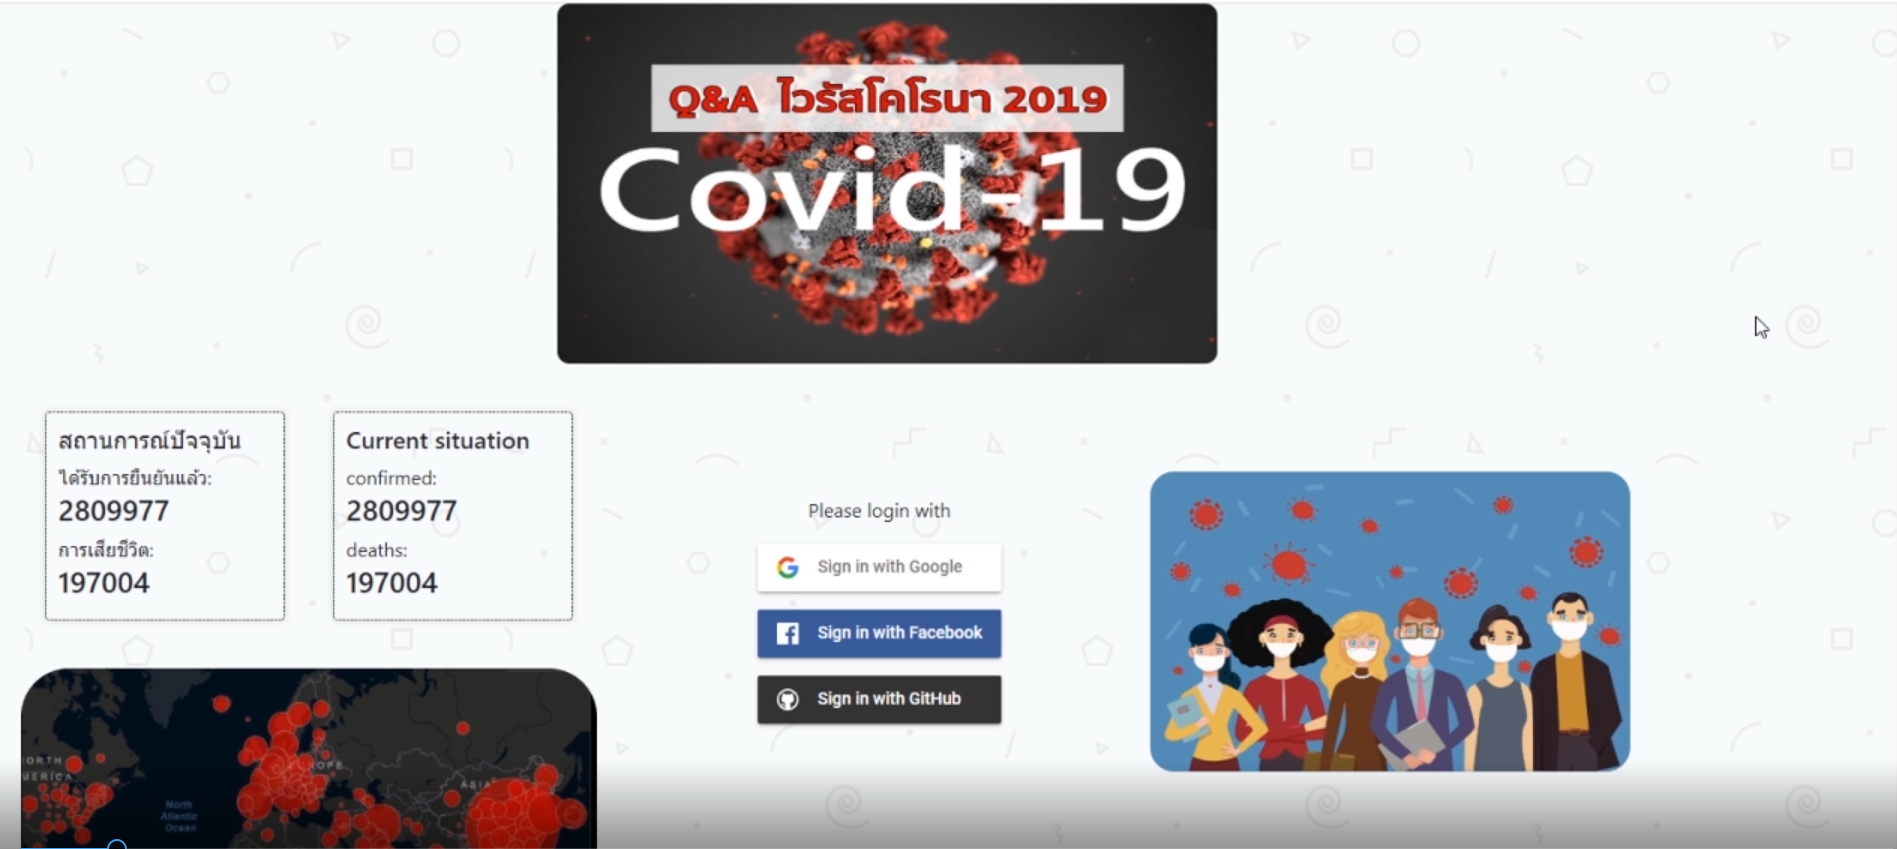 Q&A ไวรัสโคโรนา 2019
Covid-19
สถานการณ์ปัจจุบัน
ได้รับการยืนยันแล้ว:
2809977
การเสียชีวิต:
197004
Current situation
confirmed:
2809977
deaths:
197004
Please login with
Sign in with Google
Sign in with Facebook
Sign in with GitHub
ORTH
MERICA
North
Atlantic
Ocean
OPE
ASIA